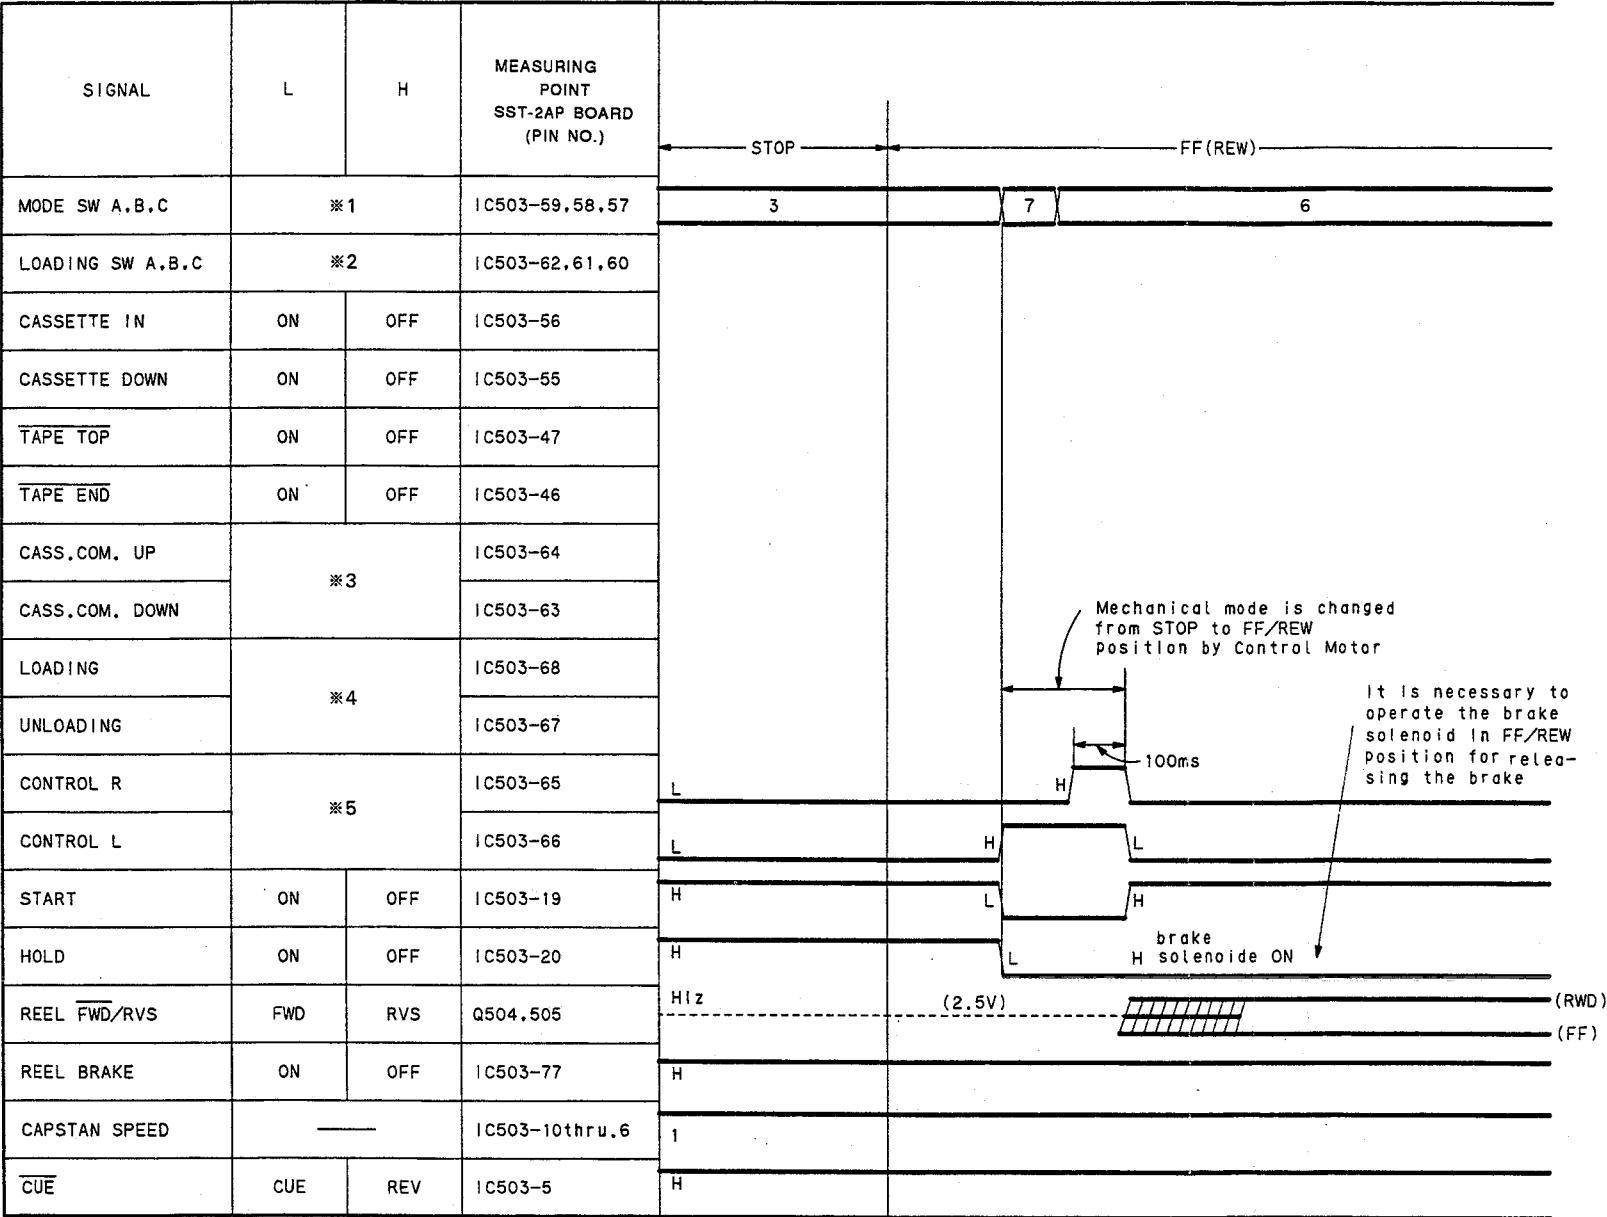 SIGNAL L H MEASURING
POINT
SST-2AP BOARD
(PIN NO.)
STOP FF(REW)
MODE SW A.B.C ※1 IC503-59.58.57 3 7 6
LOADING SW A.B.C ※2 IC503-62.61.60
CASSETTE IN ON OFF IC503-56
CASSETTE DOWN ON OFF IC503-55
TAPE TOP ON OFF IC503-47
TAPE END ON OFF IC503-46
CASS.COM. UP ※3 IC503-64
CASS.COM. DOWN IC503-63
Mechanical mode is changed
from STOP to FF/REW
position by Control Motor
LOADING ※4 IC503-68
UNLOADING IC503-67
It is necessary to
operate the brake
solenoid in FF/REW
position for relea-
sing the brake
100ms
CONTROL R ※5 IC503-65 L H
CONTROL L IC503-66 L H L
START ON OFF IC503-19 H L H
HOLD ON OFF IC503-20 H L H brake
solenoide ON
REEL FWD/RVS FWD RVS Q504.505 HIz (2.5V) (RWD)
(FF)
REEL BRAKE ON OFF IC503-77 H
CAPSTAN SPEED — IC503-10thru.6 1
CUE CUE REV IC503-5 H